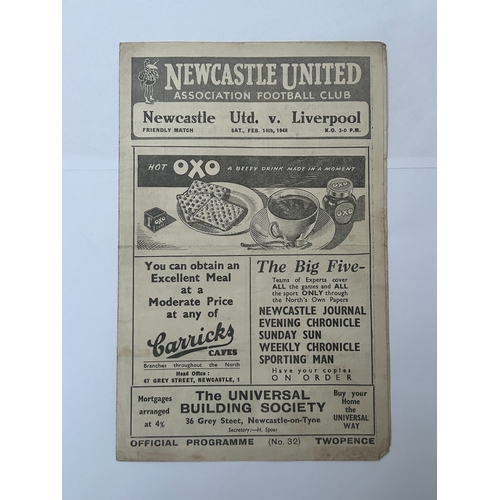 NEWCASTLE UNITED
ASSOCIATION FOOTBALL CLUB
Newcastle Utd. v. Liverpool
FRIENDLY MATCH SAT., FEB. 14th, 1948 K.O. 3-0 P.M.
HOT OXO A BEEFY DRINK MADE IN A MOMENT
OXO
OXO
OXO
You can obtain an
Excellent Meal
at a
Moderate Price
at any of
Carricks
CAFES
Branches throughout the North
Head Office :
47 GREY STREET, NEWCASTLE, 1
The Big Five-
Teams of Experts cover
ALL the games and ALL
the sport ONLY through
the North's Own Papers
NEWCASTLE JOURNAL
EVENING CHRONICLE
SUNDAY SUN
WEEKLY CHRONICLE
SPORTING MAN
Have your copies
ON ORDER
Mortgages
arranged
at 4%
The UNIVERSAL
BUILDING SOCIETY
36 Grey Street, Newcastle-on-Tyne
Secretary:—H. Spoor
Buy your
Home
the
UNIVERSAL
WAY
OFFICIAL PROGRAMME (No. 32) TWOPENCE